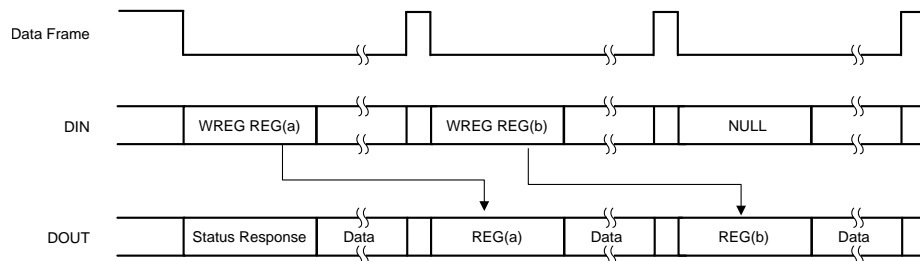 Data Frame
DIN WREG REG(a) WREG REG(b) NULL
DOUT Status Response Data REG(a) Data REG(b) Data